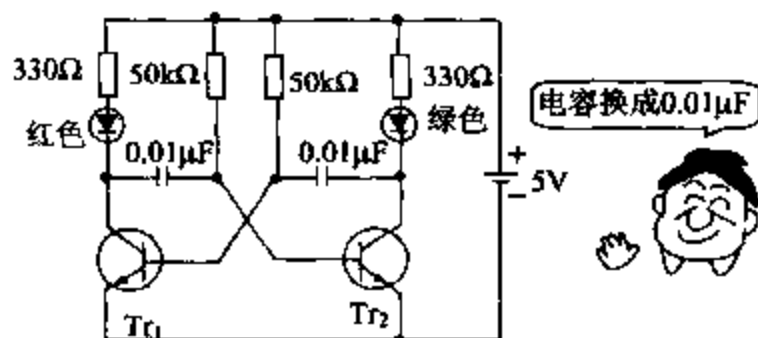 330Ω
50kΩ
50kΩ
330Ω
红色
绿色
0.01μF
0.01μF
+
5V
−
Tr₁
Tr₂
电容换成0.01μF